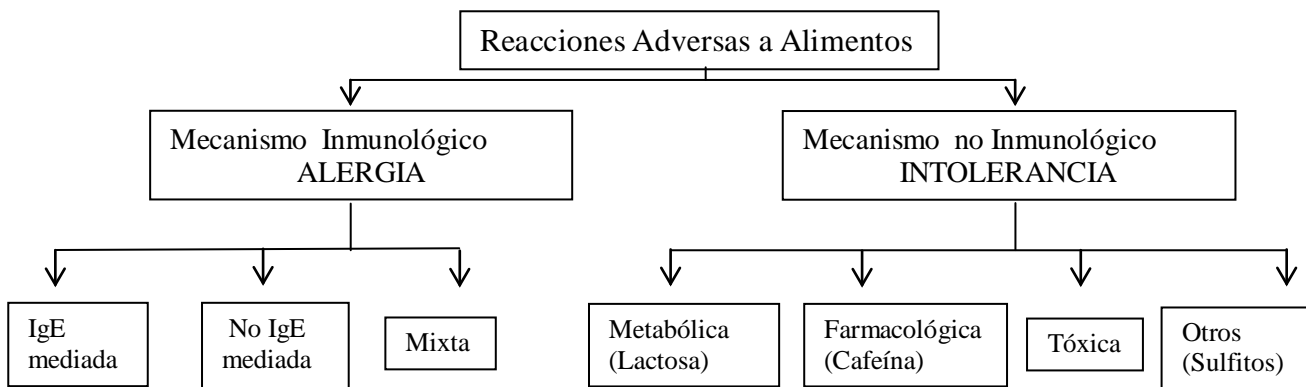 Reacciones Adversas a Alimentos
Mecanismo Inmunológico
ALERGIA
Mecanismo no Inmunológico
INTOLERANCIA
IgE
mediada
No IgE
mediada
Mixta
Metabólica
(Lactosa)
Farmacológica
(Cafeína)
Tóxica
Otros
(Sulfitos)